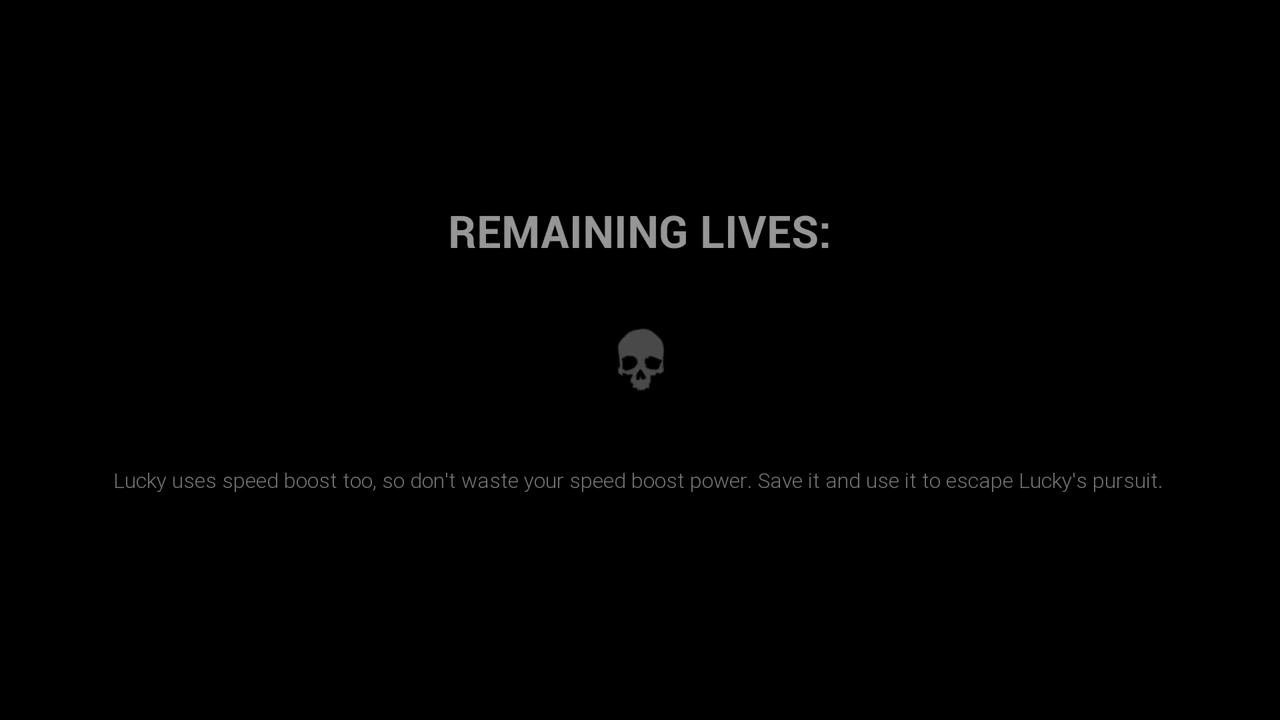 REMAINING LIVES:
Lucky uses speed boost too, so don't waste your speed boost power. Save it and use it to escape Lucky's pursuit.